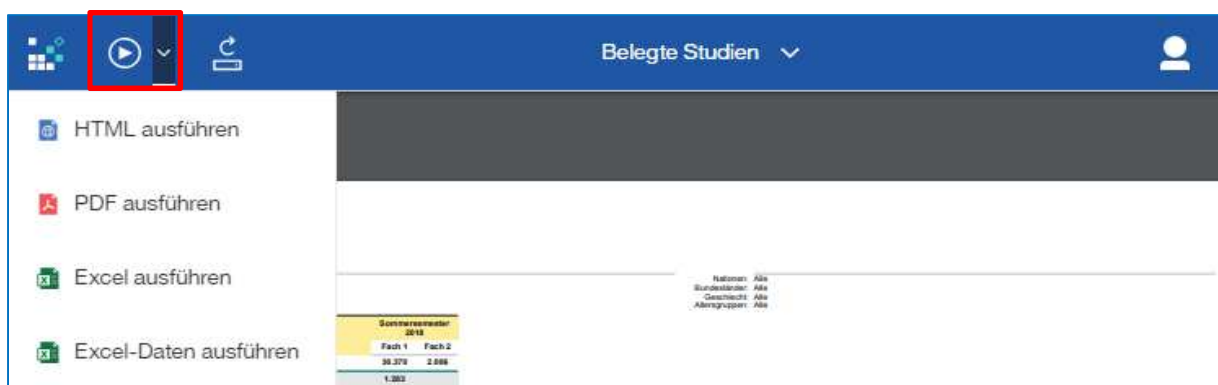 Belegte Studien
HTML ausführen
PDF ausführen
Excel ausführen
Excel-Daten ausführen
Nationen: Alle
Bundesländer: Alle
Geschlecht: Alle
Altersgruppen: Alle
Sommersemester
2018
Fach 1 Fach 2